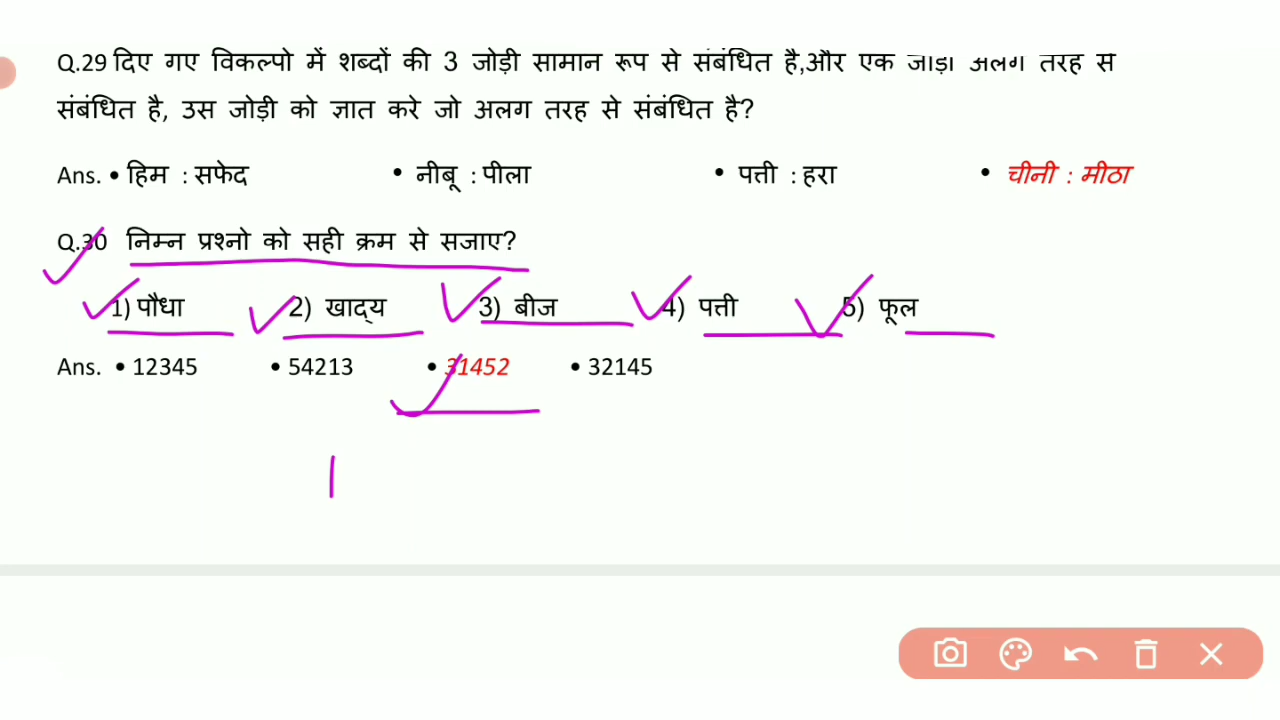 Q.29 दिए गए विकल्पो में शब्दों की 3 जोड़ी सामान रूप से संबंधित है,और एक जोड़ी अलग तरह से
संबंधित है, उस जोड़ी को ज्ञात करे जो अलग तरह से संबंधित है?
Ans. • हिम : सफेद • नीबू : पीला • पत्ती : हरा • चीनी : मीठा
Q.30 निम्न प्रश्नो को सही क्रम से सजाए?
1) पौधा 2) खाद्य 3) बीज 4) पत्ती 5) फूल
Ans. • 12345 • 54213 • 31452 • 32145